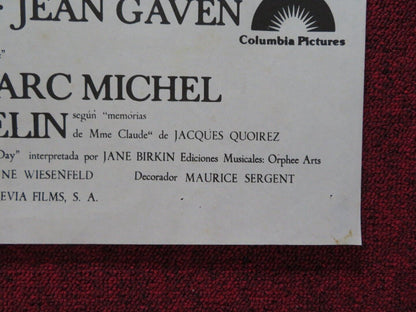 JEAN GAVEN
Columbia Pictures
ARC MICHEL
ELIN según "memorias
de Mme Claude" de JACQUES QUOIREZ
Day" interpretada por JANE BIRKIN Ediciones Musicales: Orphee Arts
NE WIESENFELD Decorador MAURICE SERGENT
EVIA FILMS, S. A.